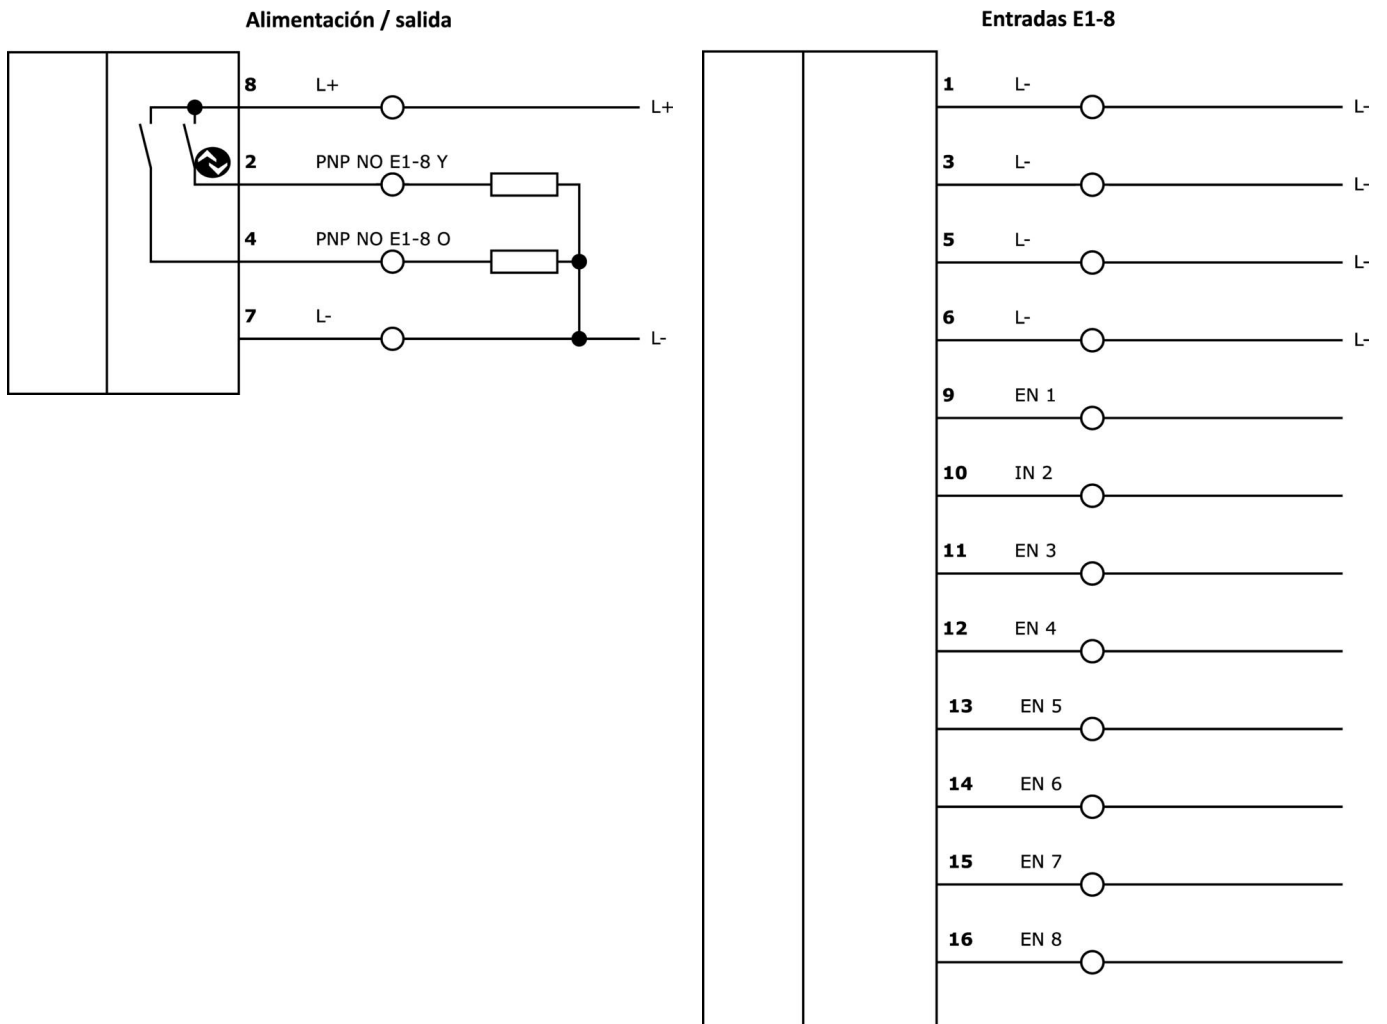 Alimentación / salida
8 L+ L+
2 PNP NO E1-8 Y
4 PNP NO E1-8 O
7 L- L-
Entradas E1-8
1 L- L-
3 L- L-
5 L- L-
6 L- L-
9 EN 1
10 IN 2
11 EN 3
12 EN 4
13 EN 5
14 EN 6
15 EN 7
16 EN 8